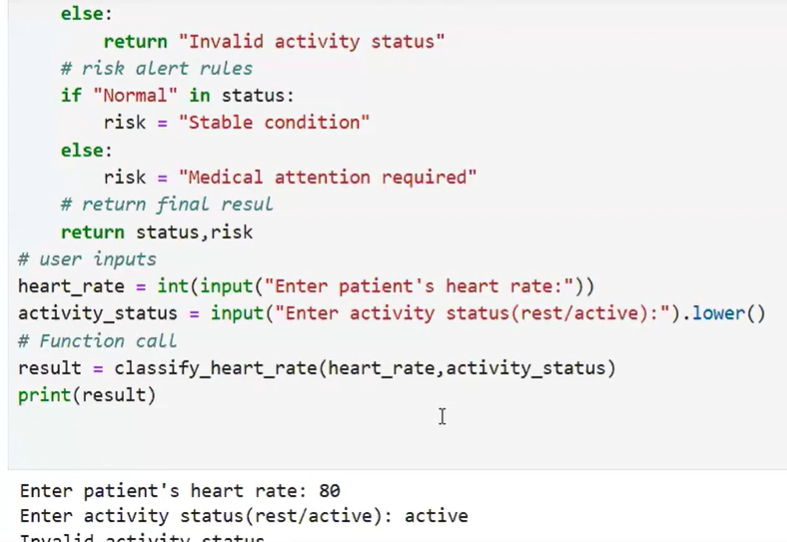 else:
return "Invalid activity status"
# risk alert rules
if "Normal" in status:
risk = "Stable condition"
else:
risk = "Medical attention required"
# return final resul
return status,risk
# user inputs
heart_rate = int(input("Enter patient's heart rate:"))
activity_status = input("Enter activity status(rest/active):").lower()
# Function call
result = classify_heart_rate(heart_rate,activity_status)
print(result)
Enter patient's heart rate: 80
Enter activity status(rest/active): active
Invalid activity status